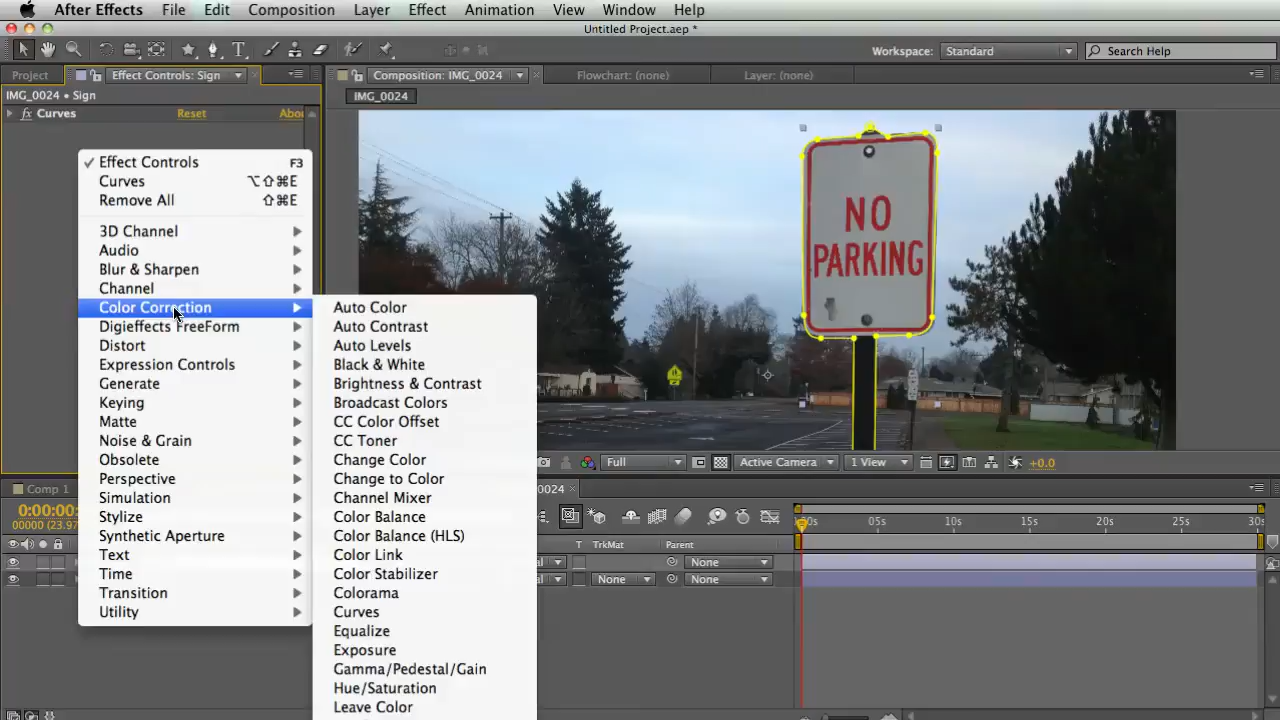 After Effects File Edit Composition Layer Effect Animation View Window Help
Untitled Project.aep *
Workspace: Standard Search Help
Project Effect Controls: Sign Composition: IMG_0024 Flowchart: (none) Layer: (none)
IMG_0024 • Sign
IMG_0024
fx Curves Reset
NO
PARKING
Effect Controls F3
Curves ⌥⇧⌘E
Remove All ⇧⌘E
3D Channel
Audio
Blur & Sharpen
Channel
Color Correction
Digieffects FreeForm
Distort
Expression Controls
Generate
Keying
Matte
Noise & Grain
Obsolete
Perspective
Simulation
Stylize
Synthetic Aperture
Text
Time
Transition
Utility
Auto Color
Auto Contrast
Auto Levels
Black & White
Brightness & Contrast
Broadcast Colors
CC Color Offset
CC Toner
Change Color
Change to Color
Channel Mixer
Color Balance
Color Balance (HLS)
Color Link
Color Stabilizer
Colorama
Curves
Equalize
Exposure
Gamma/Pedestal/Gain
Hue/Saturation
Leave Color
Full Active Camera 1 View +0.0
Comp 1
05s 10s 15s 20s 25s 30s
T TrkMat Parent
None
None None